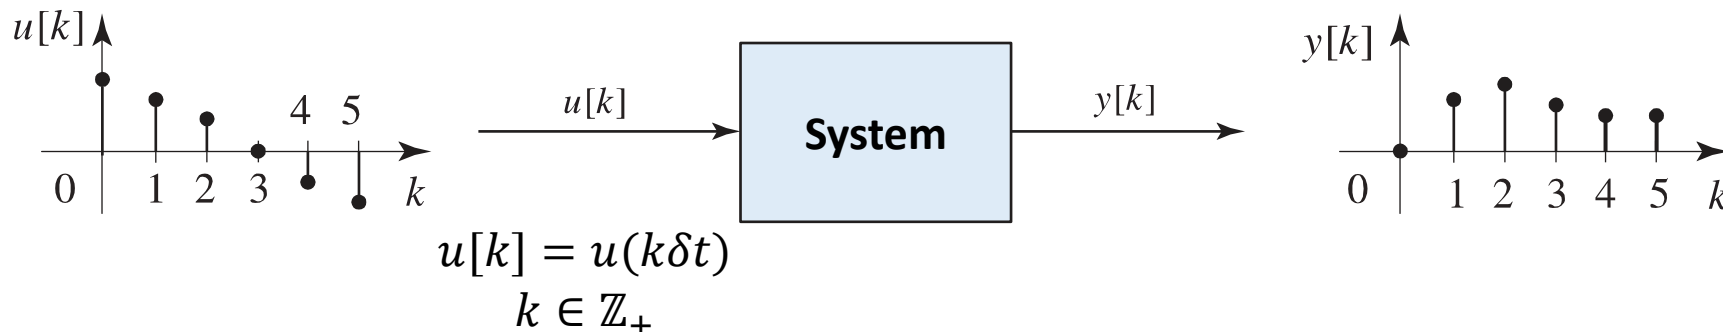 u[k]
4 5
0 1 2 3 k
u[k]
System
y[k]
y[k]
0 1 2 3 4 5 k
u[k] = u(kδt)
k ∈ ℤ₊